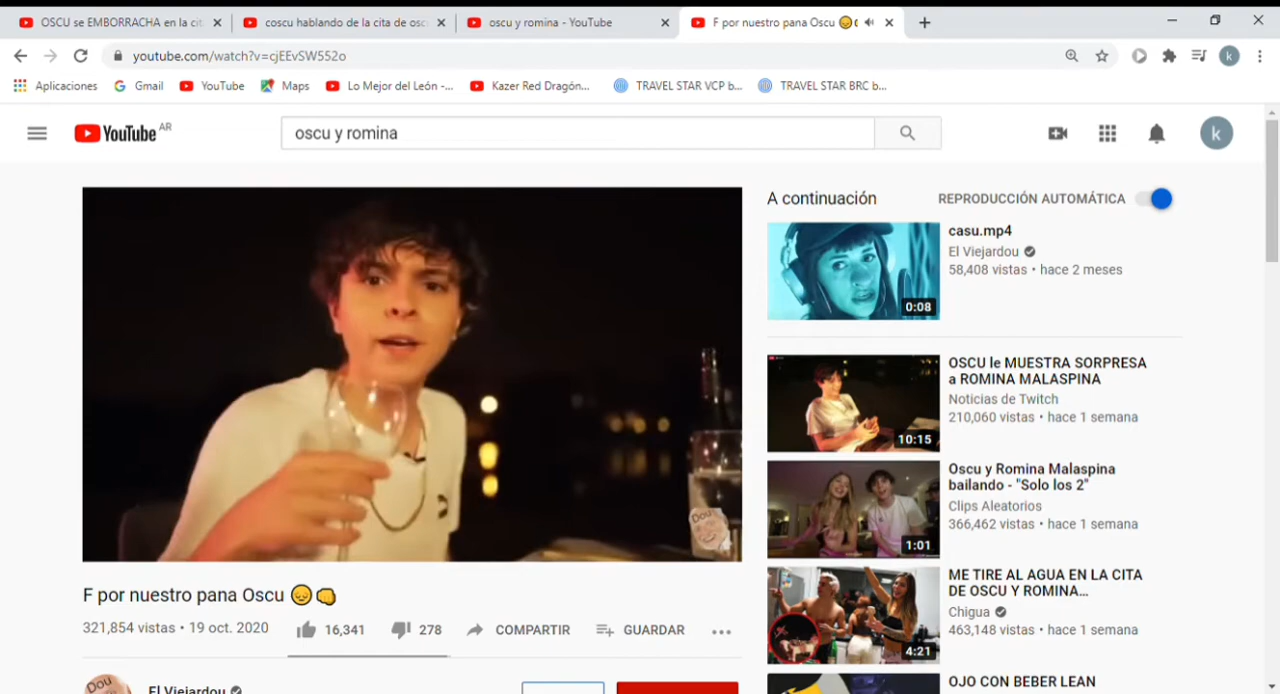 OSCU se EMBORRACHA en la cit
coscu hablando de la cita de osc
oscu y romina - YouTube
F por nuestro pana Oscu 😔
youtube.com/watch?v=cjEEvSW552o
k
Aplicaciones
Gmail
YouTube
Maps
Lo Mejor del León -...
Kazer Red Dragón...
TRAVEL STAR VCP b...
TRAVEL STAR BRC b...
YouTube AR
oscu y romina
k
A continuación
REPRODUCCIÓN AUTOMÁTICA
casu.mp4
El Viejardou
58,408 vistas • hace 2 meses
0:08
OSCU le MUESTRA SORPRESA
a ROMINA MALASPINA
Noticias de Twitch
210,060 vistas • hace 1 semana
10:15
Oscu y Romina Malaspina
bailando - "Solo los 2"
Clips Aleatorios
366,462 vistas • hace 1 semana
1:01
ME TIRE AL AGUA EN LA CITA
DE OSCU Y ROMINA...
Chigua
463,148 vistas • hace 1 semana
4:21
OJO CON BEBER LEAN
Dou
F por nuestro pana Oscu 😔👊
321,854 vistas • 19 oct. 2020
16,341
278
COMPARTIR
GUARDAR
Dou
El Viejardou